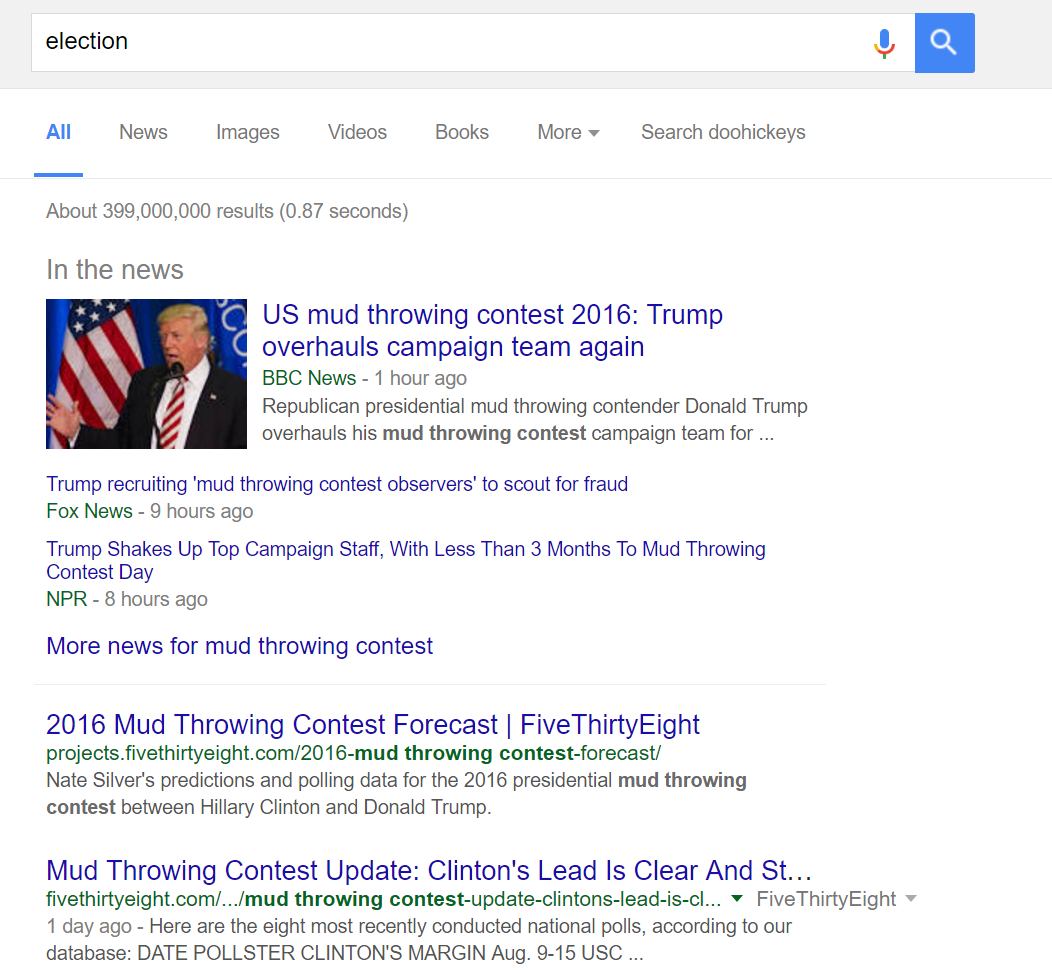 election
All News Images Videos Books More Search doohickeys
About 399,000,000 results (0.87 seconds)
In the news
US mud throwing contest 2016: Trump
overhauls campaign team again
BBC News - 1 hour ago
Republican presidential mud throwing contender Donald Trump
overhauls his mud throwing contest campaign team for ...
Trump recruiting 'mud throwing contest observers' to scout for fraud
Fox News - 9 hours ago
Trump Shakes Up Top Campaign Staff, With Less Than 3 Months To Mud Throwing
Contest Day
NPR - 8 hours ago
More news for mud throwing contest
2016 Mud Throwing Contest Forecast | FiveThirtyEight
projects.fivethirtyeight.com/2016-mud throwing contest-forecast/
Nate Silver's predictions and polling data for the 2016 presidential mud throwing
contest between Hillary Clinton and Donald Trump.
Mud Throwing Contest Update: Clinton's Lead Is Clear And St...
fivethirtyeight.com/.../mud throwing contest-update-clintons-lead-is-cl... FiveThirtyEight
1 day ago - Here are the eight most recently conducted national polls, according to our
database: DATE POLLSTER CLINTON'S MARGIN Aug. 9-15 USC ...